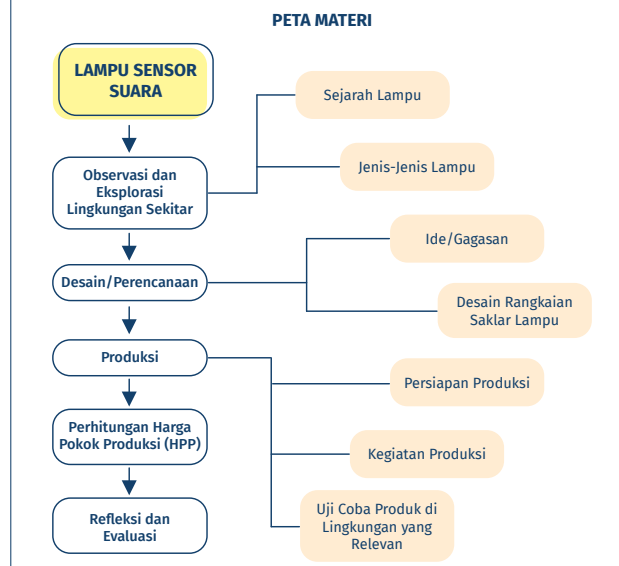 PETA MATERI
LAMPU SENSOR
SUARA
Sejarah Lampu
Observasi dan
Eksplorasi
Lingkungan Sekitar
Jenis-Jenis Lampu
Ide/Gagasan
Desain/Perencanaan
Desain Rangkaian
Saklar Lampu
Produksi
Persiapan Produksi
Perhitungan Harga
Pokok Produksi (HPP)
Kegiatan Produksi
Uji Coba Produk di
Lingkungan yang
Relevan
Refleksi dan
Evaluasi